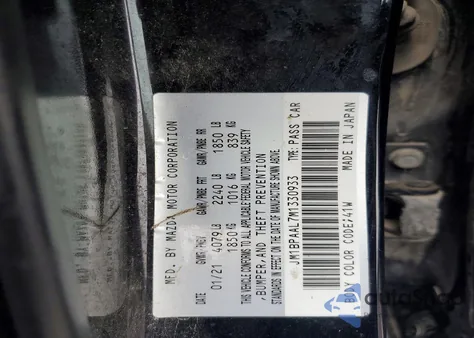 MFD. BY MAZDA MOTOR CORPORATION
DATE GVWR/PNBV GAWR/PNBE FRT GAWR/PNBE RR
01/21 4079 LB 2240 LB 1850 LB
1850 KG 1016 KG 839 KG
THIS VEHICLE CONFORMS TO ALL APPLICABLE FEDERAL MOTOR VEHICLE SAFETY
, BUMPER, AND THEFT PREVENTION
STANDARDS IN EFFECT ON THE DATE OF MANUFACTURE SHOWN ABOVE.
JM1BPAAL7M1330933 TYPE: PASS CAR
BODY COLOR CODE/41W MADE IN JAPAN